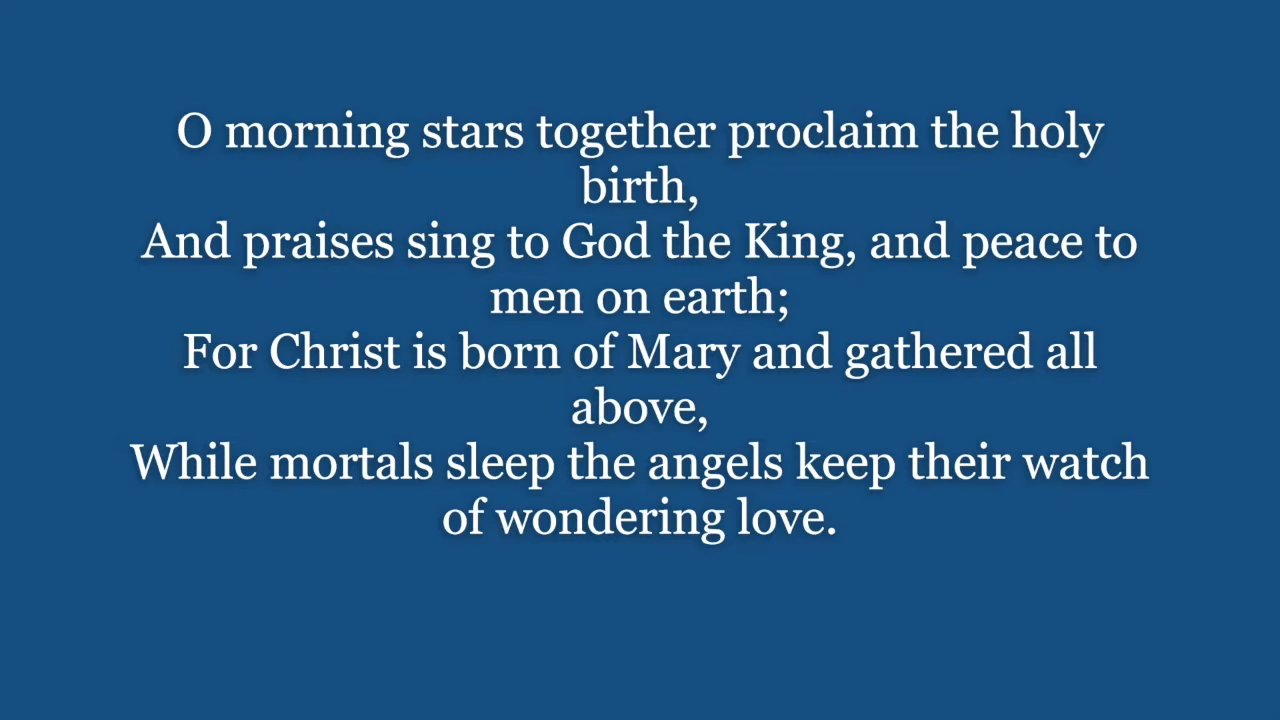 O morning stars together proclaim the holy
birth,
And praises sing to God the King, and peace to
men on earth;
For Christ is born of Mary and gathered all
above,
While mortals sleep the angels keep their watch
of wondering love.